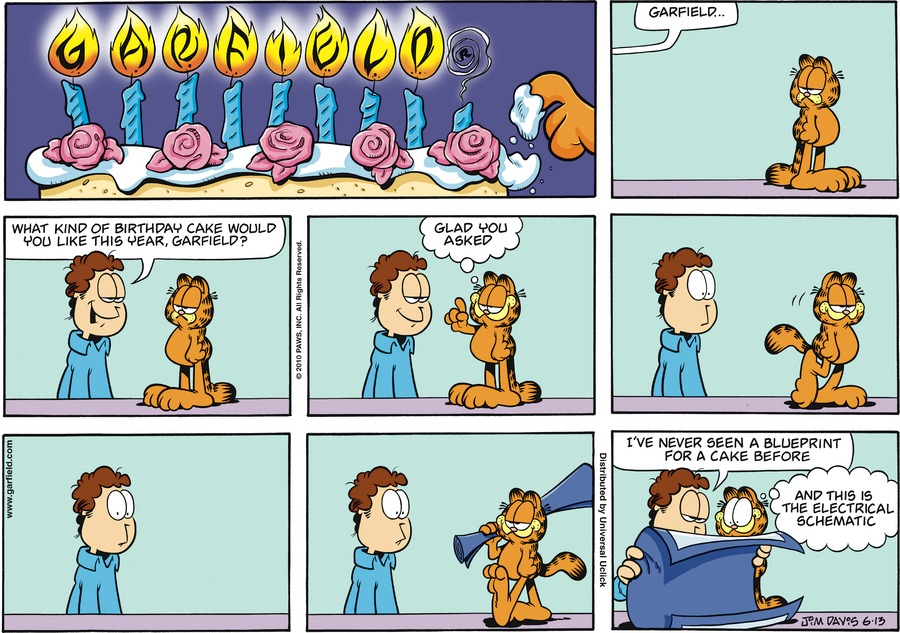 GARFIELD
GARFIELD...
WHAT KIND OF BIRTHDAY CAKE WOULD
YOU LIKE THIS YEAR, GARFIELD?
© 2010 PAWS, INC. All Rights Reserved.
GLAD YOU
ASKED
www.garfield.com
Distributed by Universal Uclick
I'VE NEVER SEEN A BLUEPRINT
FOR A CAKE BEFORE
AND THIS IS
THE ELECTRICAL
SCHEMATIC
JIM DAVIS 6-13